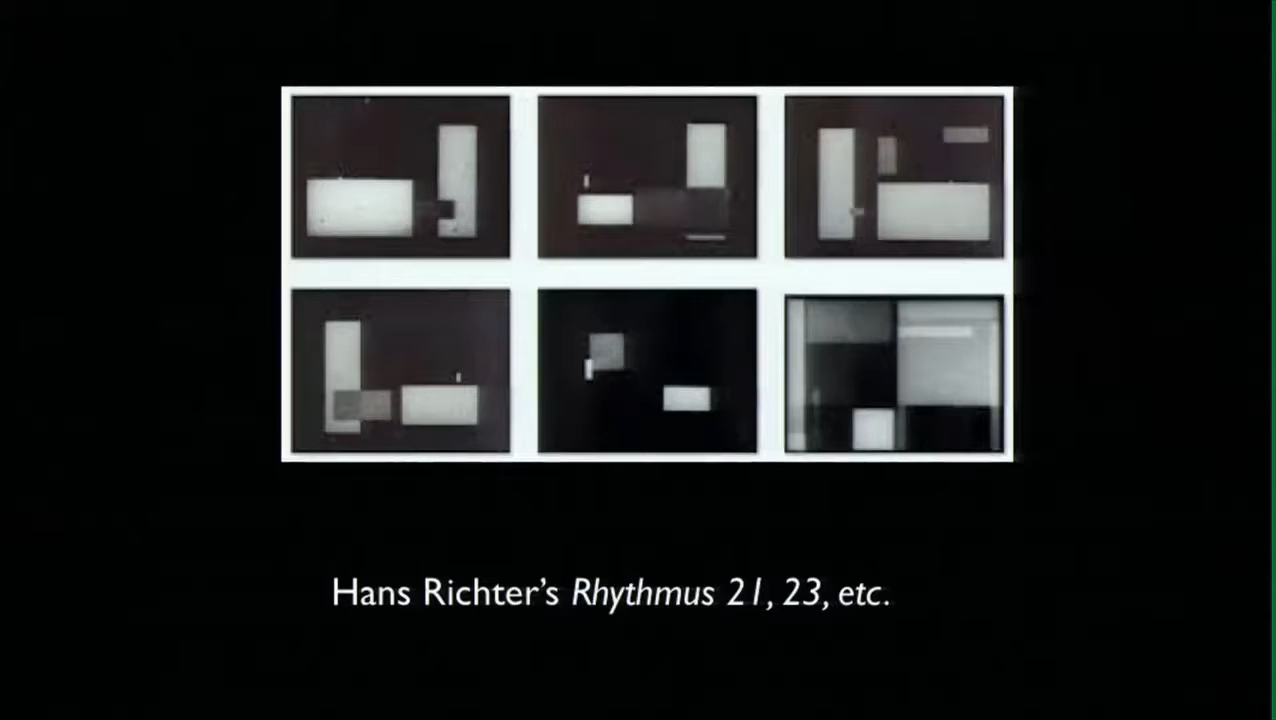 Hans Richter’s Rhythmus 21, 23, etc.